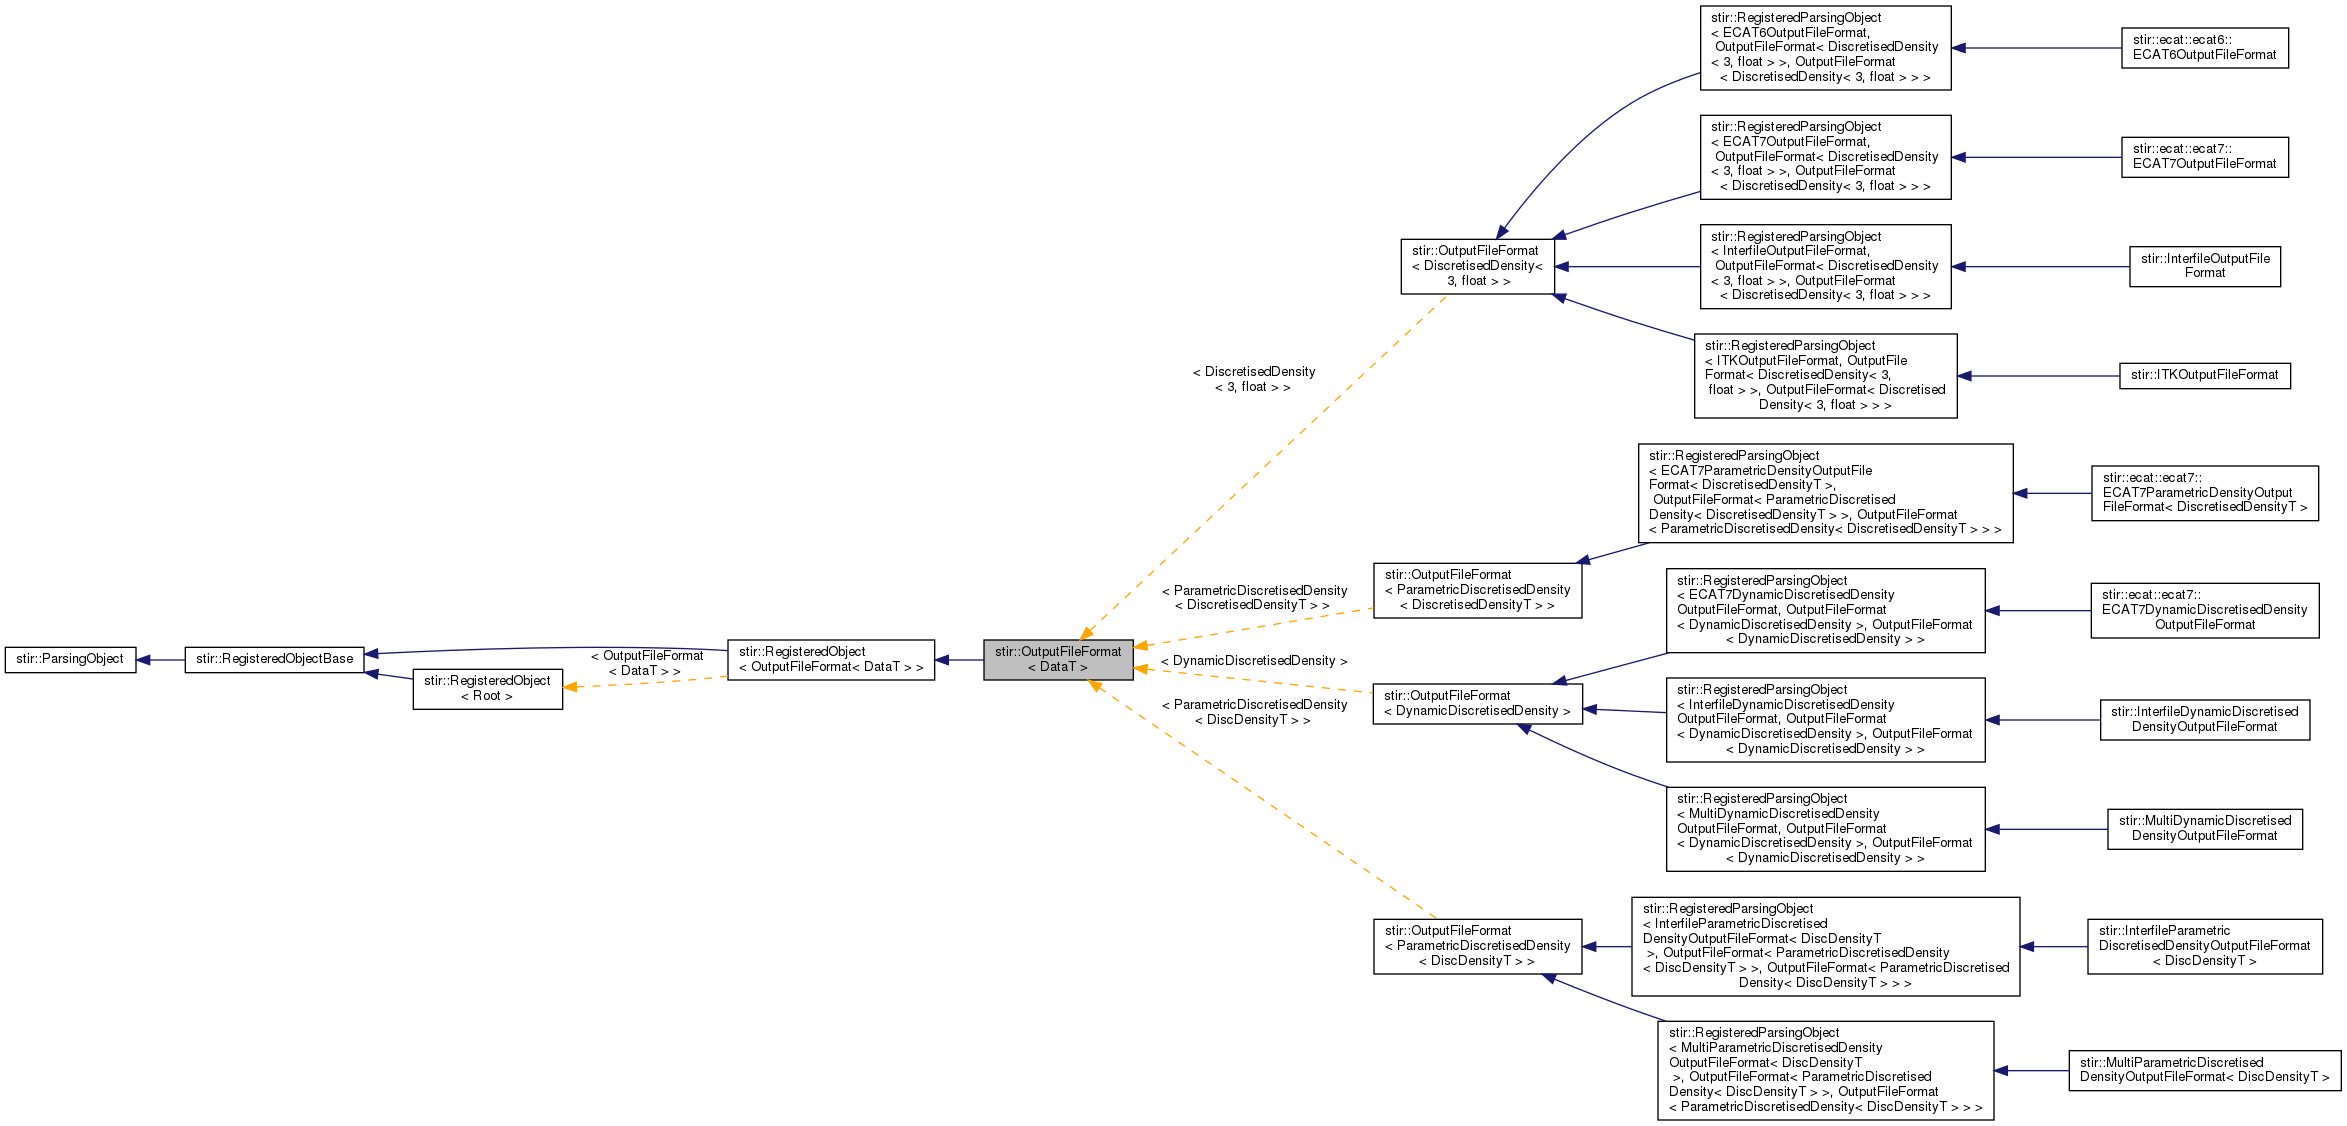 stir::ParsingObject
stir::RegisteredObjectBase
stir::RegisteredObject
< Root >
< OutputFileFormat
< DataT > >
stir::RegisteredObject
< OutputFileFormat< DataT > >
stir::OutputFileFormat
< DataT >
< DiscretisedDensity
< 3, float > >
< ParametricDiscretisedDensity
< DiscretisedDensityT > >
< DynamicDiscretisedDensity >
< ParametricDiscretisedDensity
< DiscDensityT > >
stir::OutputFileFormat
< DiscretisedDensity<
3, float > >
stir::OutputFileFormat
< ParametricDiscretisedDensity
< DiscretisedDensityT > >
stir::OutputFileFormat
< DynamicDiscretisedDensity >
stir::OutputFileFormat
< ParametricDiscretisedDensity
< DiscDensityT > >
stir::RegisteredParsingObject
< ECAT6OutputFileFormat,
OutputFileFormat< DiscretisedDensity
< 3, float > >, OutputFileFormat
< DiscretisedDensity< 3, float > > >
stir::ecat::ecat6::
ECAT6OutputFileFormat
stir::RegisteredParsingObject
< ECAT7OutputFileFormat,
OutputFileFormat< DiscretisedDensity
< 3, float > >, OutputFileFormat
< DiscretisedDensity< 3, float > > >
stir::ecat::ecat7::
ECAT7OutputFileFormat
stir::RegisteredParsingObject
< InterfileOutputFileFormat,
OutputFileFormat< DiscretisedDensity
< 3, float > >, OutputFileFormat
< DiscretisedDensity< 3, float > > >
stir::InterfileOutputFile
Format
stir::RegisteredParsingObject
< ITKOutputFileFormat, OutputFile
Format< DiscretisedDensity< 3,
float > >, OutputFileFormat< Discretised
Density< 3, float > > >
stir::ITKOutputFileFormat
stir::RegisteredParsingObject
< ECAT7ParametricDensityOutputFile
Format< DiscretisedDensityT >,
OutputFileFormat< ParametricDiscretised
Density< DiscretisedDensityT > >, OutputFileFormat
< ParametricDiscretisedDensity< DiscretisedDensityT > > >
stir::ecat::ecat7::
ECAT7ParametricDensityOutput
FileFormat< DiscretisedDensityT >
stir::RegisteredParsingObject
< ECAT7DynamicDiscretisedDensity
OutputFileFormat, OutputFileFormat
< DynamicDiscretisedDensity >, OutputFileFormat
< DynamicDiscretisedDensity > >
stir::ecat::ecat7::
ECAT7DynamicDiscretisedDensity
OutputFileFormat
stir::RegisteredParsingObject
< InterfileDynamicDiscretisedDensity
OutputFileFormat, OutputFileFormat
< DynamicDiscretisedDensity >, OutputFileFormat
< DynamicDiscretisedDensity > >
stir::InterfileDynamicDiscretised
DensityOutputFileFormat
stir::RegisteredParsingObject
< MultiDynamicDiscretisedDensity
OutputFileFormat, OutputFileFormat
< DynamicDiscretisedDensity >, OutputFileFormat
< DynamicDiscretisedDensity > >
stir::MultiDynamicDiscretised
DensityOutputFileFormat
stir::RegisteredParsingObject
< InterfileParametricDiscretised
DensityOutputFileFormat< DiscDensityT
>, OutputFileFormat< ParametricDiscretisedDensity
< DiscDensityT > >, OutputFileFormat< ParametricDiscretised
Density< DiscDensityT > > >
stir::InterfileParametric
DiscretisedDensityOutputFileFormat
< DiscDensityT >
stir::RegisteredParsingObject
< MultiParametricDiscretisedDensity
OutputFileFormat< DiscDensityT
>, OutputFileFormat< ParametricDiscretised
Density< DiscDensityT > >, OutputFileFormat
< ParametricDiscretisedDensity< DiscDensityT > > >
stir::MultiParametricDiscretised
DensityOutputFileFormat< DiscDensityT >